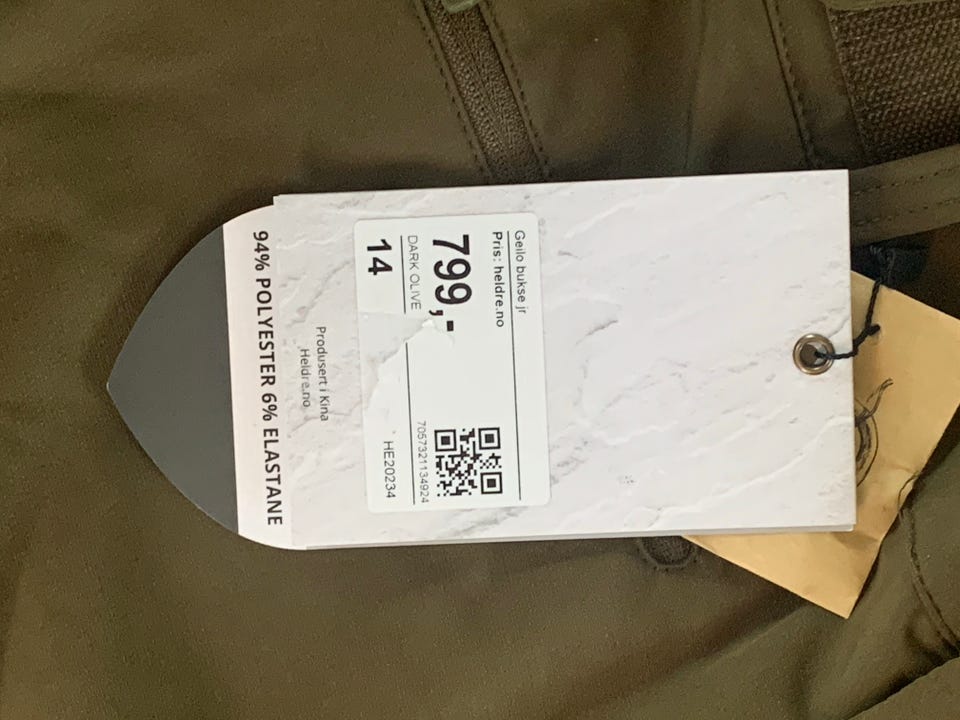 Geilo bukse jr
Pris: heldre.no
799,-
7057321134924
DARK OLIVE
14
HE20234
Produsert i Kina
Heldre.no
94% POLYESTER 6% ELASTANE